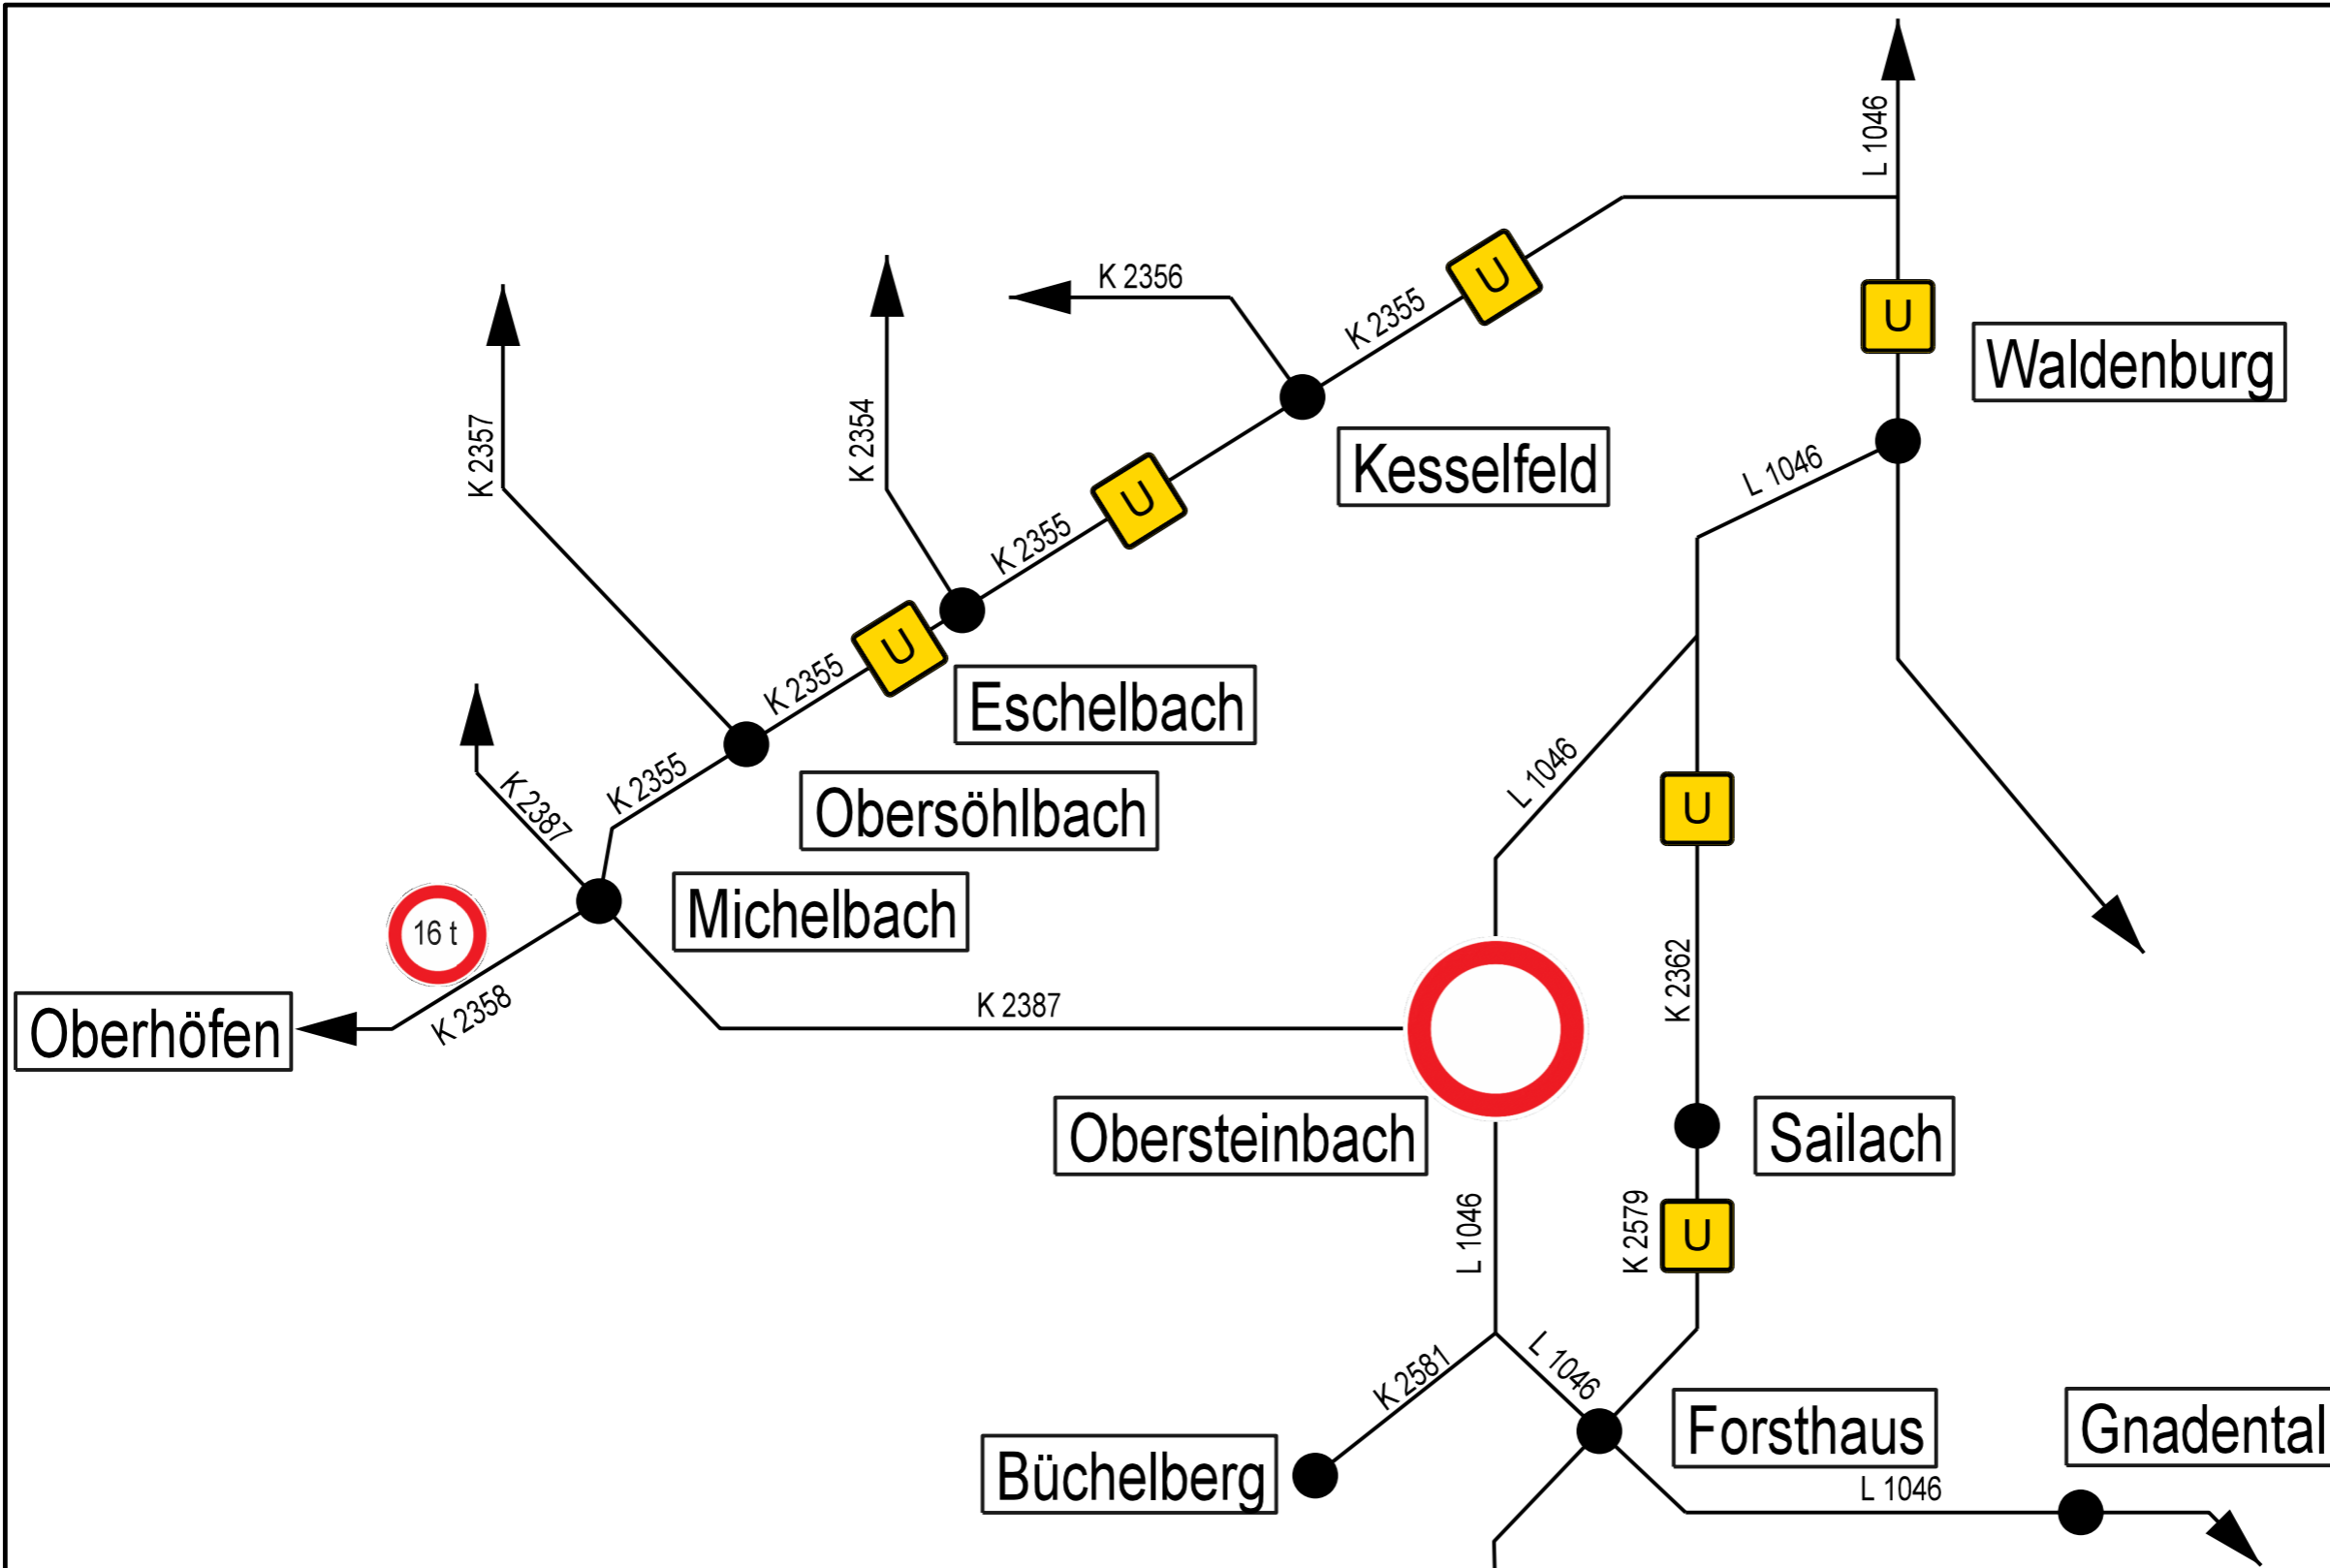 L 1046
K 2356
K 2355
U
U
Waldenburg
K 2357
K 2354
Kesselfeld
L 1046
U
K 2355
U
Eschelbach
K 2355
K 2387
K 2355
Obersöhlbach
L 1046
U
Michelbach
16 t
K 2362
Oberhöfen
K 2358
K 2387
Obersteinbach
Sailach
L 1046
K 2579
U
K 2581
L 1046
Forsthaus
Gnadental
Büchelberg
L 1046